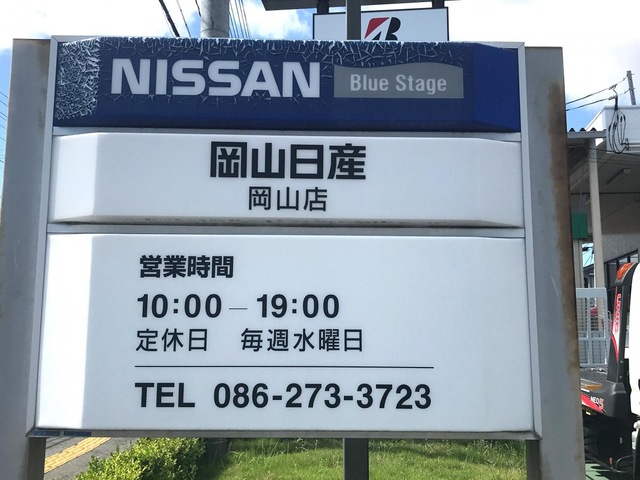 NISSAN Blue Stage
岡山日産
岡山店
営業時間
10:00 — 19:00
定休日 毎週水曜日
TEL 086-273-3723